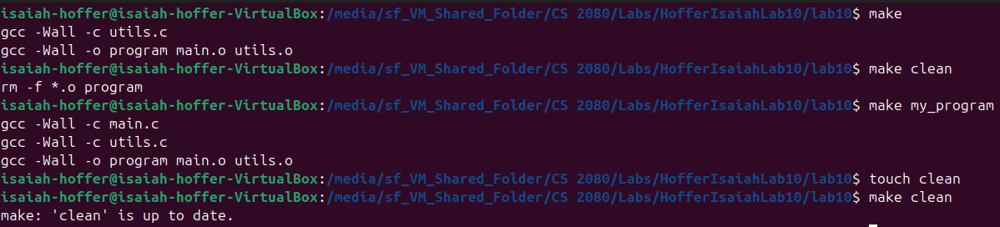 isaiah-hoffer@isaiah-hoffer-VirtualBox:/media/sf_VM_Shared_Folder/CS 2080/Labs/HofferIsaiahLab10/lab10$ make
gcc -Wall -c utils.c
gcc -Wall -o program main.o utils.o
isaiah-hoffer@isaiah-hoffer-VirtualBox:/media/sf_VM_Shared_Folder/CS 2080/Labs/HofferIsaiahLab10/lab10$ make clean
rm -f *.o program
isaiah-hoffer@isaiah-hoffer-VirtualBox:/media/sf_VM_Shared_Folder/CS 2080/Labs/HofferIsaiahLab10/lab10$ make my_program
gcc -Wall -c main.c
gcc -Wall -c utils.c
gcc -Wall -o program main.o utils.o
isaiah-hoffer@isaiah-hoffer-VirtualBox:/media/sf_VM_Shared_Folder/CS 2080/Labs/HofferIsaiahLab10/lab10$ touch clean
isaiah-hoffer@isaiah-hoffer-VirtualBox:/media/sf_VM_Shared_Folder/CS 2080/Labs/HofferIsaiahLab10/lab10$ make clean
make: 'clean' is up to date.